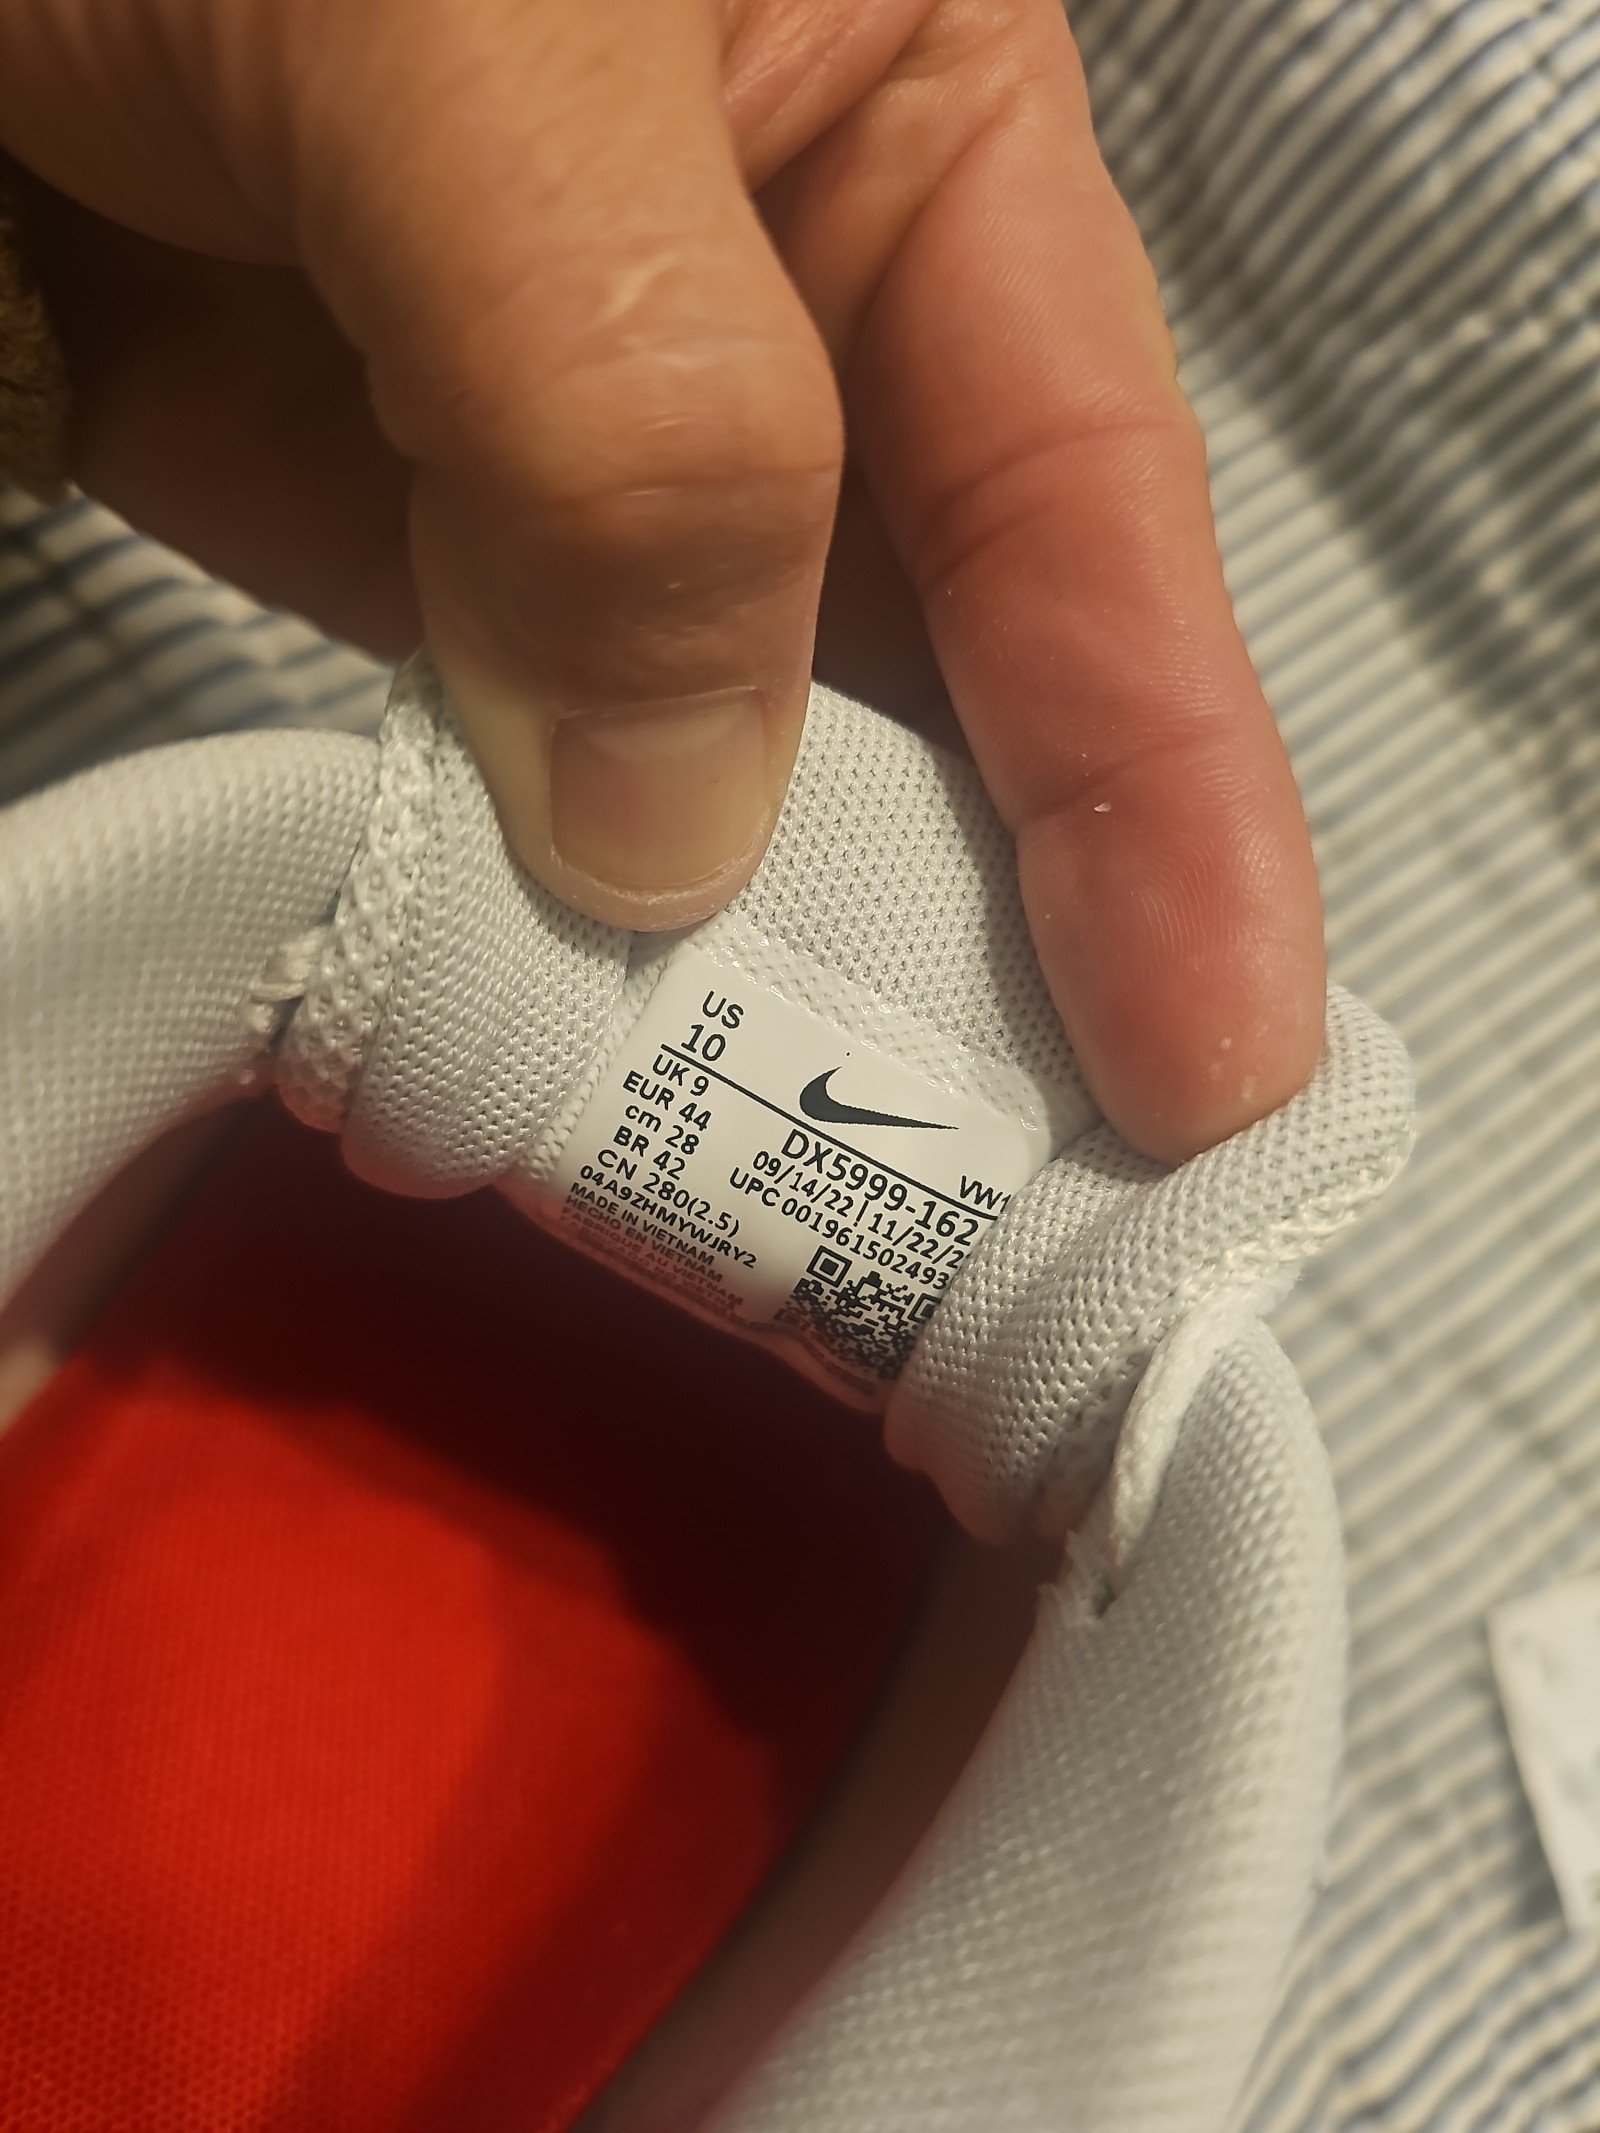 US
10
UK 9
EUR 44
cm 28
BR 42
CN 280(2.5)
04A9ZHMYWJRY2
MADE IN VIETNAM
HECHO EN VIETNAM
FABRIQUE AU VIETNAM
VW1
DX5999-162
09/14/22 | 11/22/2
UPC 00196150249